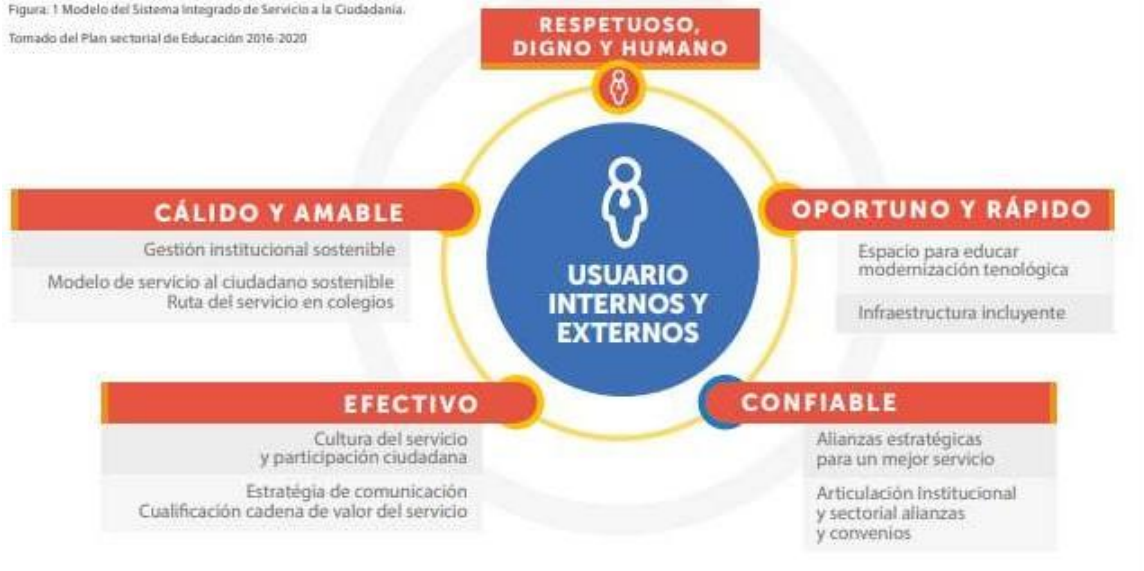 Figura: 1 Modelo del Sistema Integrado de Servicio a la Ciudadanía.
Tomado del Plan sectorial de Educación 2016-2020
RESPETUOSO,
DIGNO Y HUMANO
CÁLIDO Y AMABLE
Gestión institucional sostenible
Modelo de servicio al ciudadano sostenible
Ruta del servicio en colegios
OPORTUNO Y RÁPIDO
Espacio para educar
modernización tenológica
Infraestructura incluyente
USUARIO
INTERNOS Y
EXTERNOS
EFECTIVO
Cultura del servicio
y participación ciudadana
Estratégia de comunicación
Cualificación cadena de valor del servicio
CONFIABLE
Alianzas estratégicas
para un mejor servicio
Articulación Institucional
y sectorial alianzas
y convenios